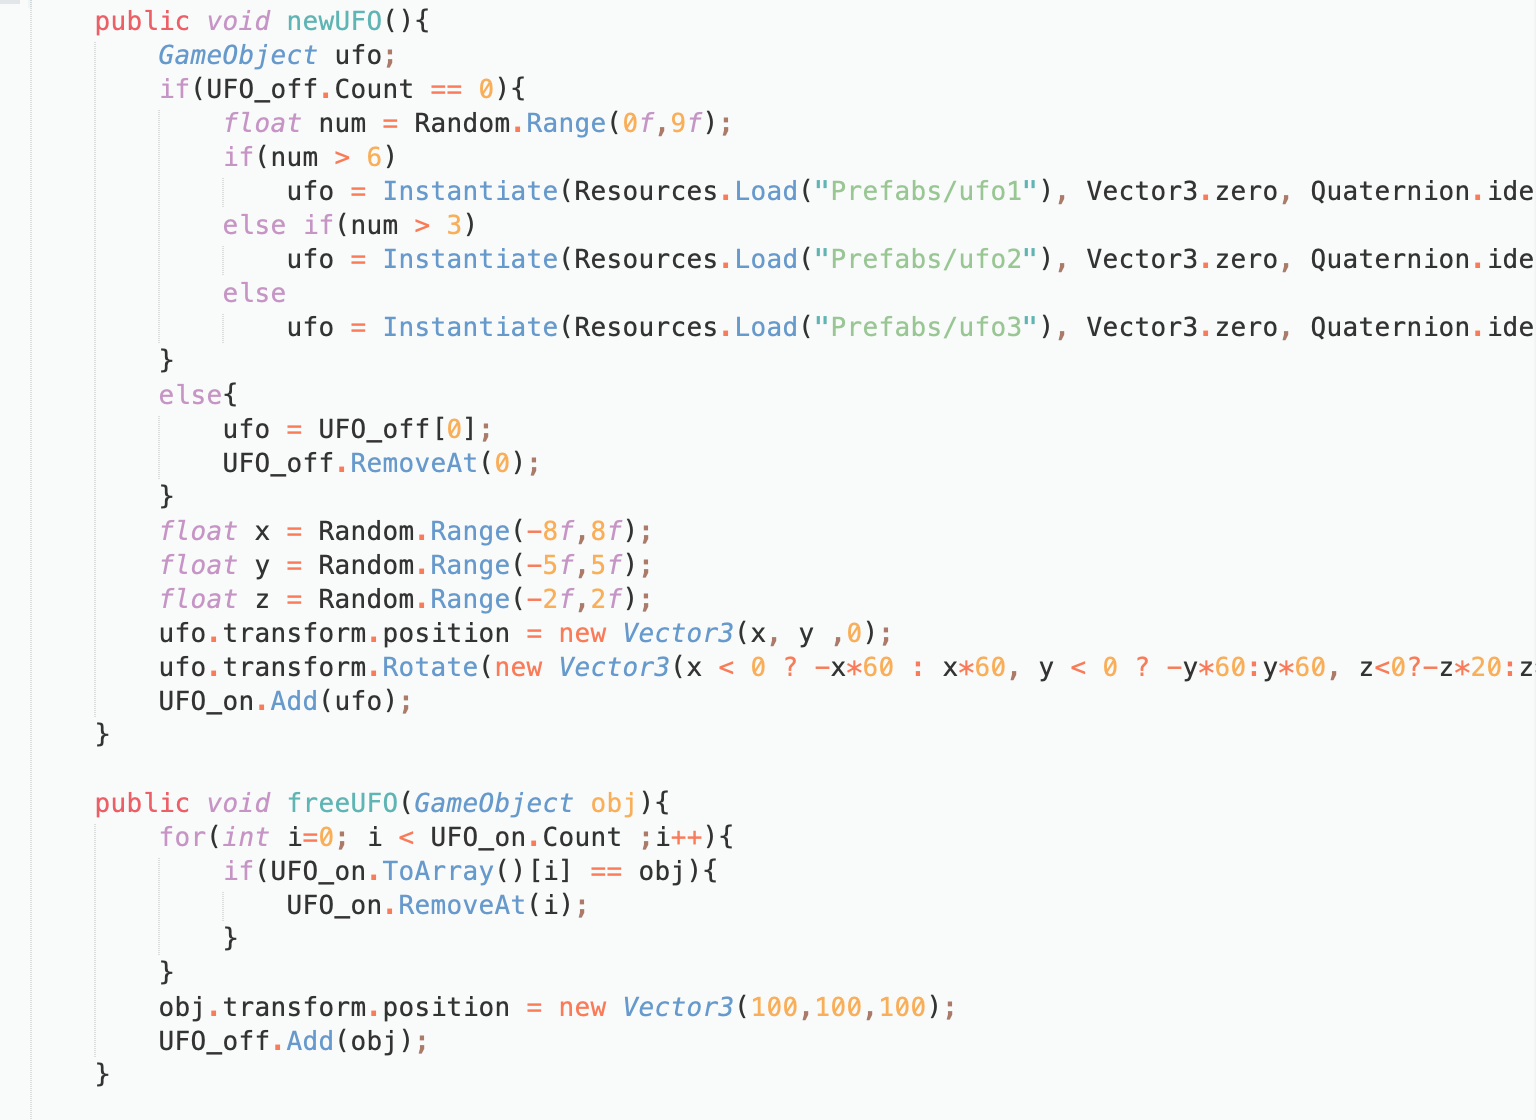 public void newUFO(){
GameObject ufo;
if(UFO_off.Count == 0){
float num = Random.Range(0f,9f);
if(num > 6)
ufo = Instantiate(Resources.Load("Prefabs/ufo1"), Vector3.zero, Quaternion.ide
else if(num > 3)
ufo = Instantiate(Resources.Load("Prefabs/ufo2"), Vector3.zero, Quaternion.ide
else
ufo = Instantiate(Resources.Load("Prefabs/ufo3"), Vector3.zero, Quaternion.ide
}
else{
ufo = UFO_off[0];
UFO_off.RemoveAt(0);
}
float x = Random.Range(-8f,8f);
float y = Random.Range(-5f,5f);
float z = Random.Range(-2f,2f);
ufo.transform.position = new Vector3(x, y ,0);
ufo.transform.Rotate(new Vector3(x < 0 ? -x*60 : x*60, y < 0 ? -y*60:y*60, z<0?-z*20:z
UFO_on.Add(ufo);
}
public void freeUFO(GameObject obj){
for(int i=0; i < UFO_on.Count ;i++){
if(UFO_on.ToArray()[i] == obj){
UFO_on.RemoveAt(i);
}
}
obj.transform.position = new Vector3(100,100,100);
UFO_off.Add(obj);
}